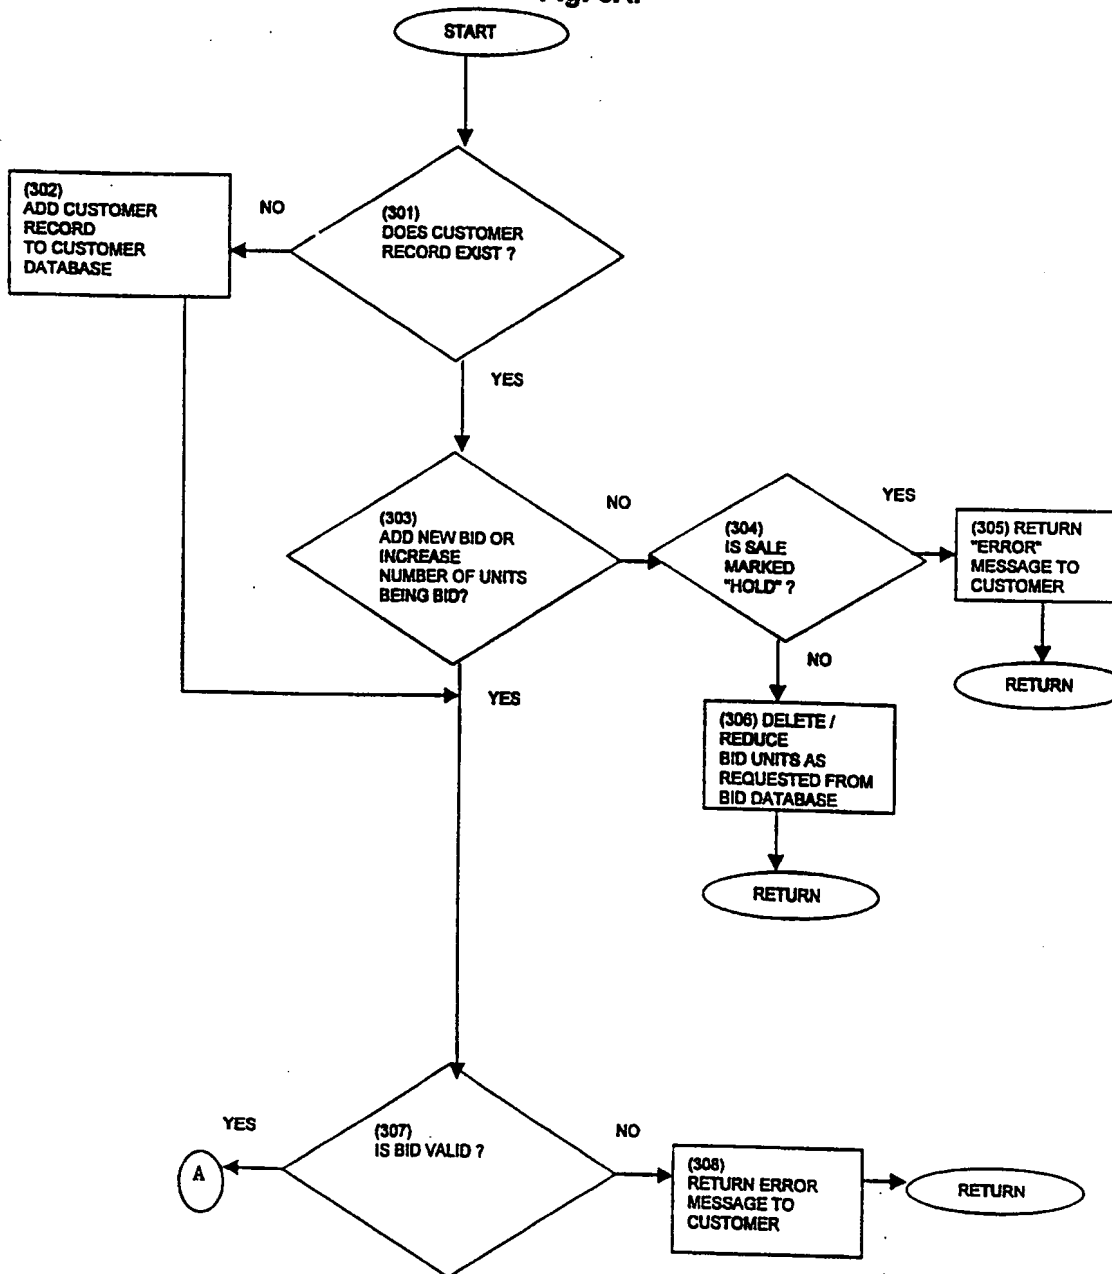 START
(302)
ADD CUSTOMER
RECORD
TO CUSTOMER
DATABASE
NO
(301)
DOES CUSTOMER
RECORD EXIST ?
YES
(303)
ADD NEW BID OR
INCREASE
NUMBER OF UNITS
BEING BID?
NO
(304)
IS SALE
MARKED
"HOLD" ?
YES
(305) RETURN
"ERROR"
MESSAGE TO
CUSTOMER
RETURN
NO
YES
(306) DELETE /
REDUCE
BID UNITS AS
REQUESTED FROM
BID DATABASE
RETURN
(307)
IS BID VALID ?
YES
A
NO
(308)
RETURN ERROR
MESSAGE TO
CUSTOMER
RETURN